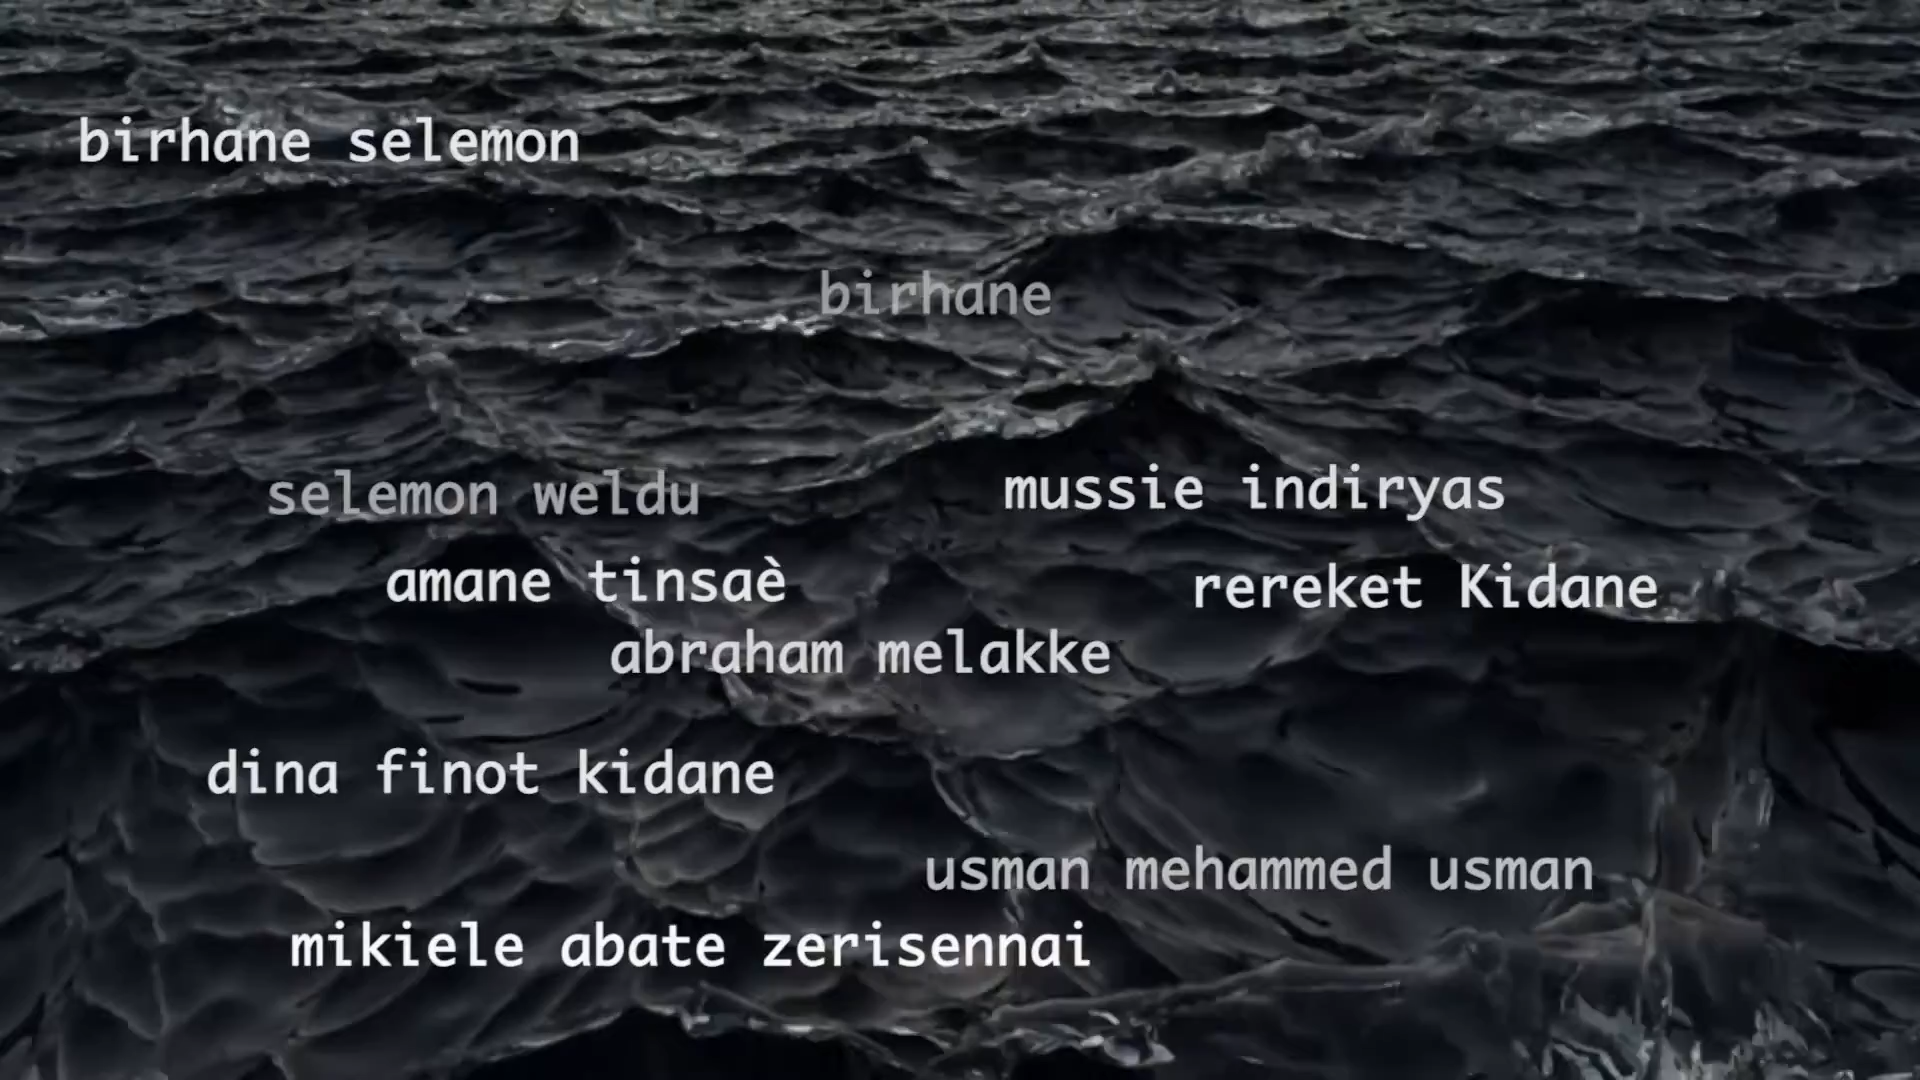 birhane selemon
birhane
selemon weldu
mussie indiryas
amane tinsaè
rereket Kidane
abraham melakke
dina finot kidane
usman mehammed usman
mikiele abate zerisennai